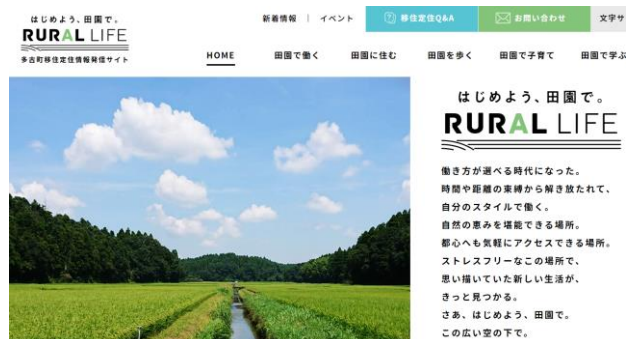 はじめよう、田園で。
RURAL LIFE
多古町移住定住情報発信サイト
新着情報 | イベント
移住定住Q&A
お問い合わせ
文字サ
HOME
田園で働く
田園に住む
田園を歩く
田園で子育て
田園で学ぶ
はじめよう、田園で。
RURAL LIFE
働き方が選べる時代になった。
時間や距離の束縛から解き放たれて、
自分のスタイルで働く。
自然の恵みを堪能できる場所。
都心へも気軽にアクセスできる場所。
ストレスフリーなこの場所で、
思い描いていた新しい生活が、
きっと見つかる。
さあ、はじめよう、田園で。
この広い空の下で。